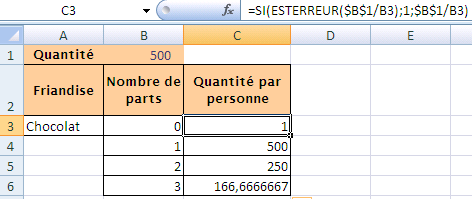 C3 fx =SI(ESTERREUR($B$1/B3);1;$B$1/B3)
A B C D E
1 Quantité 500
2 Friandise Nombre de parts Quantité par personne
3 Chocolat 0 1
4 1 500
5 2 250
6 3 166,6666667